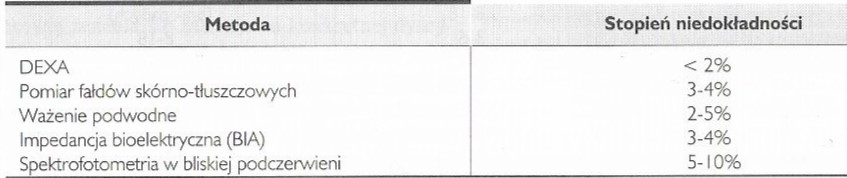 Metoda Stopień niedokładności
DEXA < 2%
Pomiar fałdów skórno-tłuszczowych 3-4%
Ważenie podwodne 2-5%
Impedancja bioelektryczna (BIA) 3-4%
Spektrofotometria w bliskiej podczerwieni 5-10%